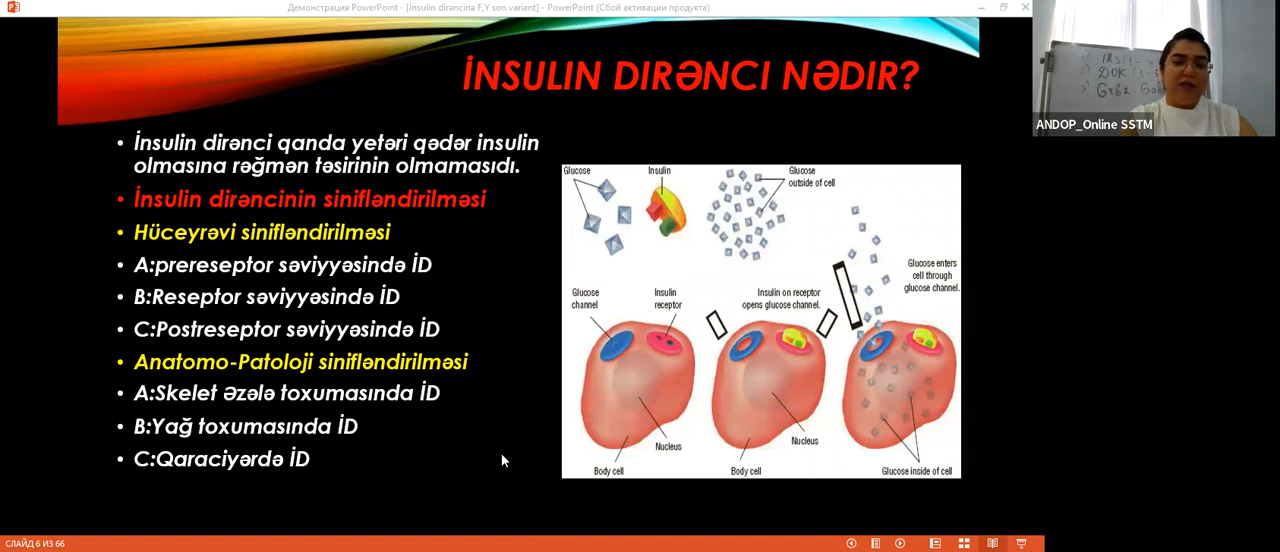 Демонстрация PowerPoint - [Insulin direncinə F,Y son variant] - PowerPoint (Сбой активации продукта)
İNSULIN DIRƏNCI NƏDIR?
İnsulin dirənci qanda yetəri qədər insulin
olmasına rəğmən təsirinin olmamasıdı.
İnsulin dirəncinin sinifləndirilməsi
Hüceyrəvi sinifləndirilməsi
A:prereseptor səviyyəsində İD
B:Reseptor səviyyəsində İD
C:Postreseptor səviyyəsində İD
Anatomo-Patoloji sinifləndirilməsi
A:Skelet Əzələ toxumasında İD
B:Yağ toxumasında İD
C:Qaraciyərdə İD
Glucose
Insulin
Glucose
outside of cell
Glucose
channel
Insulin
receptor
Insulin on receptor
opens glucose channel.
Glucose enters
cell through
glucose channel.
Nucleus
Body cell
Nucleus
Body cell
Glucose inside of cell
ANDOP_Online SSTM
СЛАЙД 6 ИЗ 66